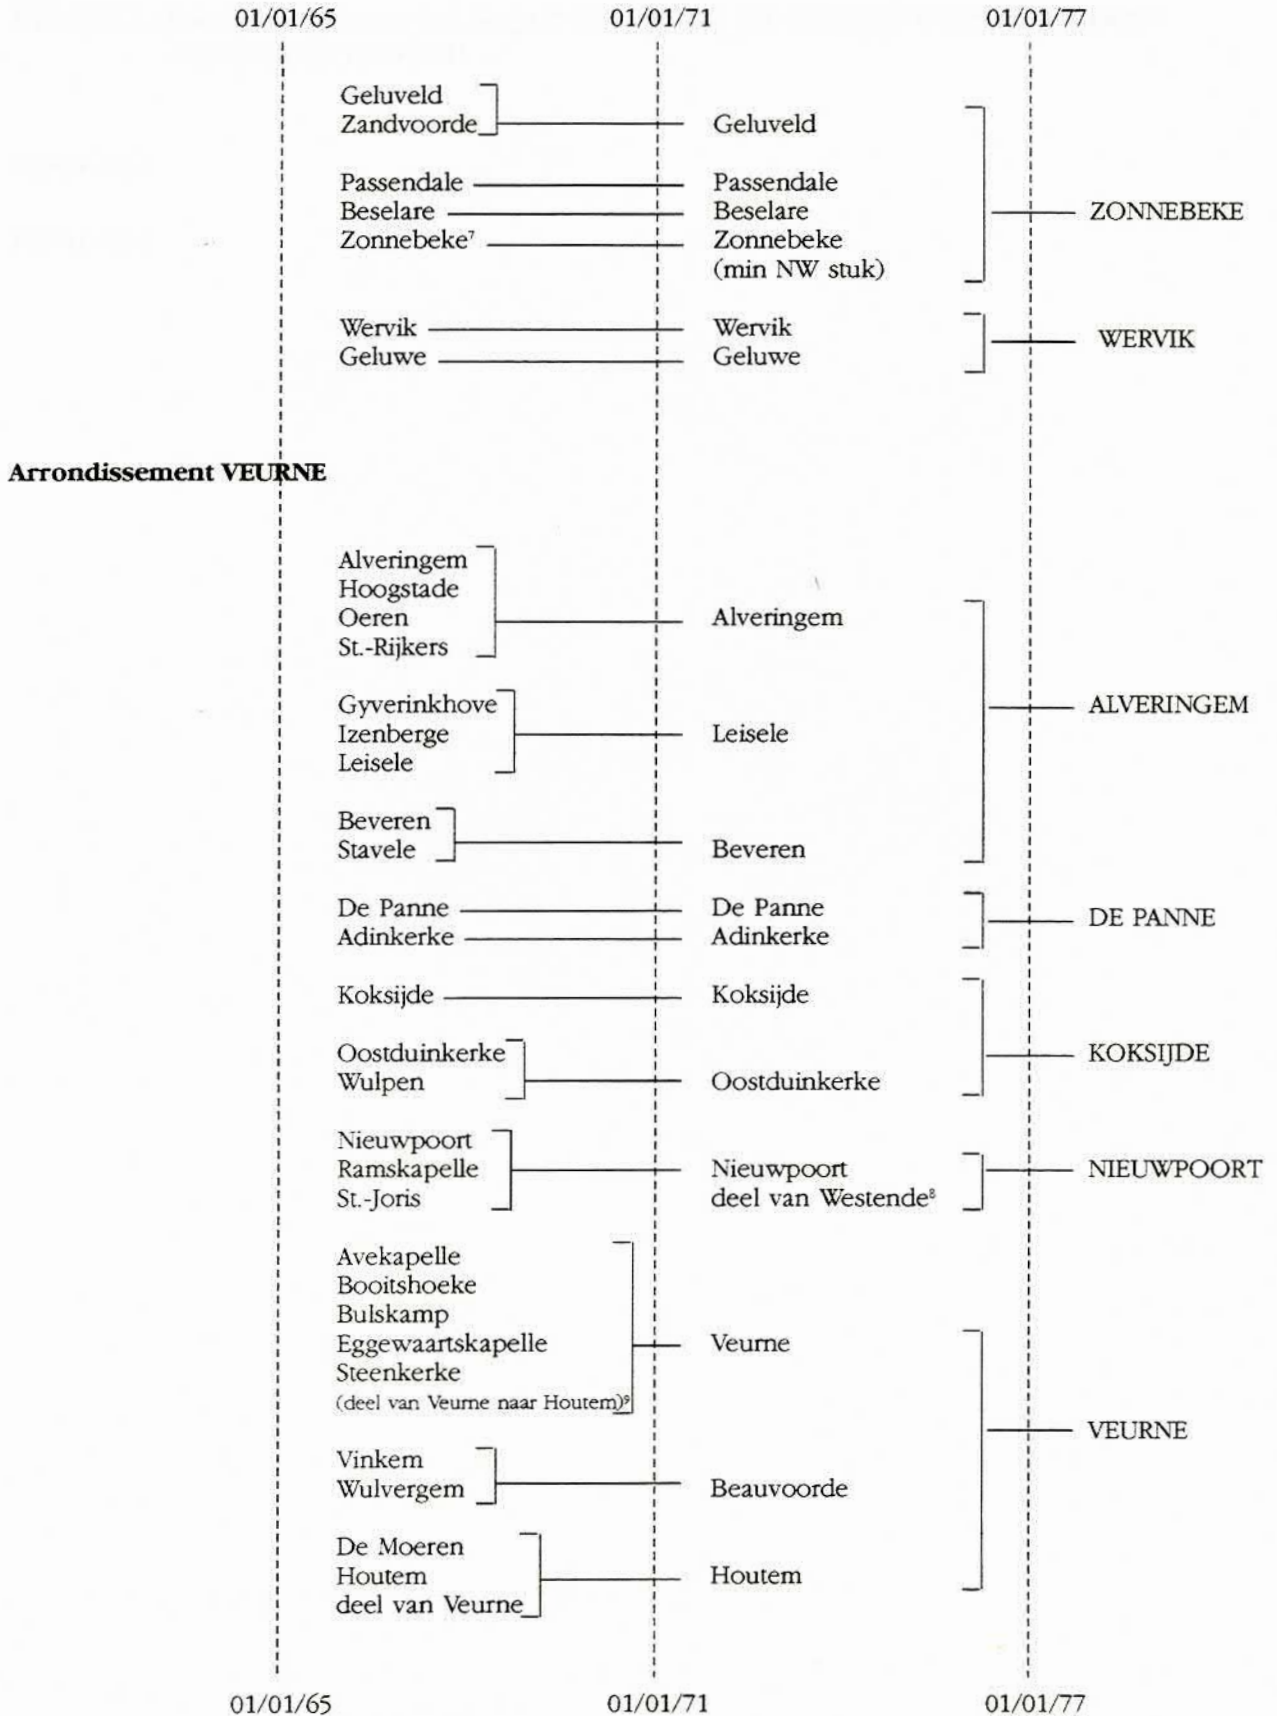 01/01/65 01/01/71 01/01/77
Geluveld
Zandvoorde Geluveld
Passendale Passendale
Beselare Beselare ZONNEBEKE
Zonnebeke⁷ Zonnebeke
(min NW stuk)
Wervik Wervik WERVIK
Geluwe Geluwe
Arrondissement VEURNE
Alveringem
Hoogstade
Oeren Alveringem
St.-Rijkers
Gyverinkhove ALVERINGEM
Izenberge Leisele
Leisele
Beveren
Stavele Beveren
De Panne De Panne DE PANNE
Adinkerke Adinkerke
Koksijde Koksijde
Oostduinkerke KOKSIJDE
Wulpen Oostduinkerke
Nieuwpoort
Ramskapelle Nieuwpoort NIEUWPOORT
St.-Joris deel van Westende⁸
Avekapelle
Booitshoeke
Bulskamp
Eggewaartskapelle Veurne
Steenkerke
(deel van Veurne naar Houtem)⁹
VEURNE
Vinkem
Wulvergem Beauvoorde
De Moeren
Houtem Houtem
deel van Veurne
01/01/65 01/01/71 01/01/77